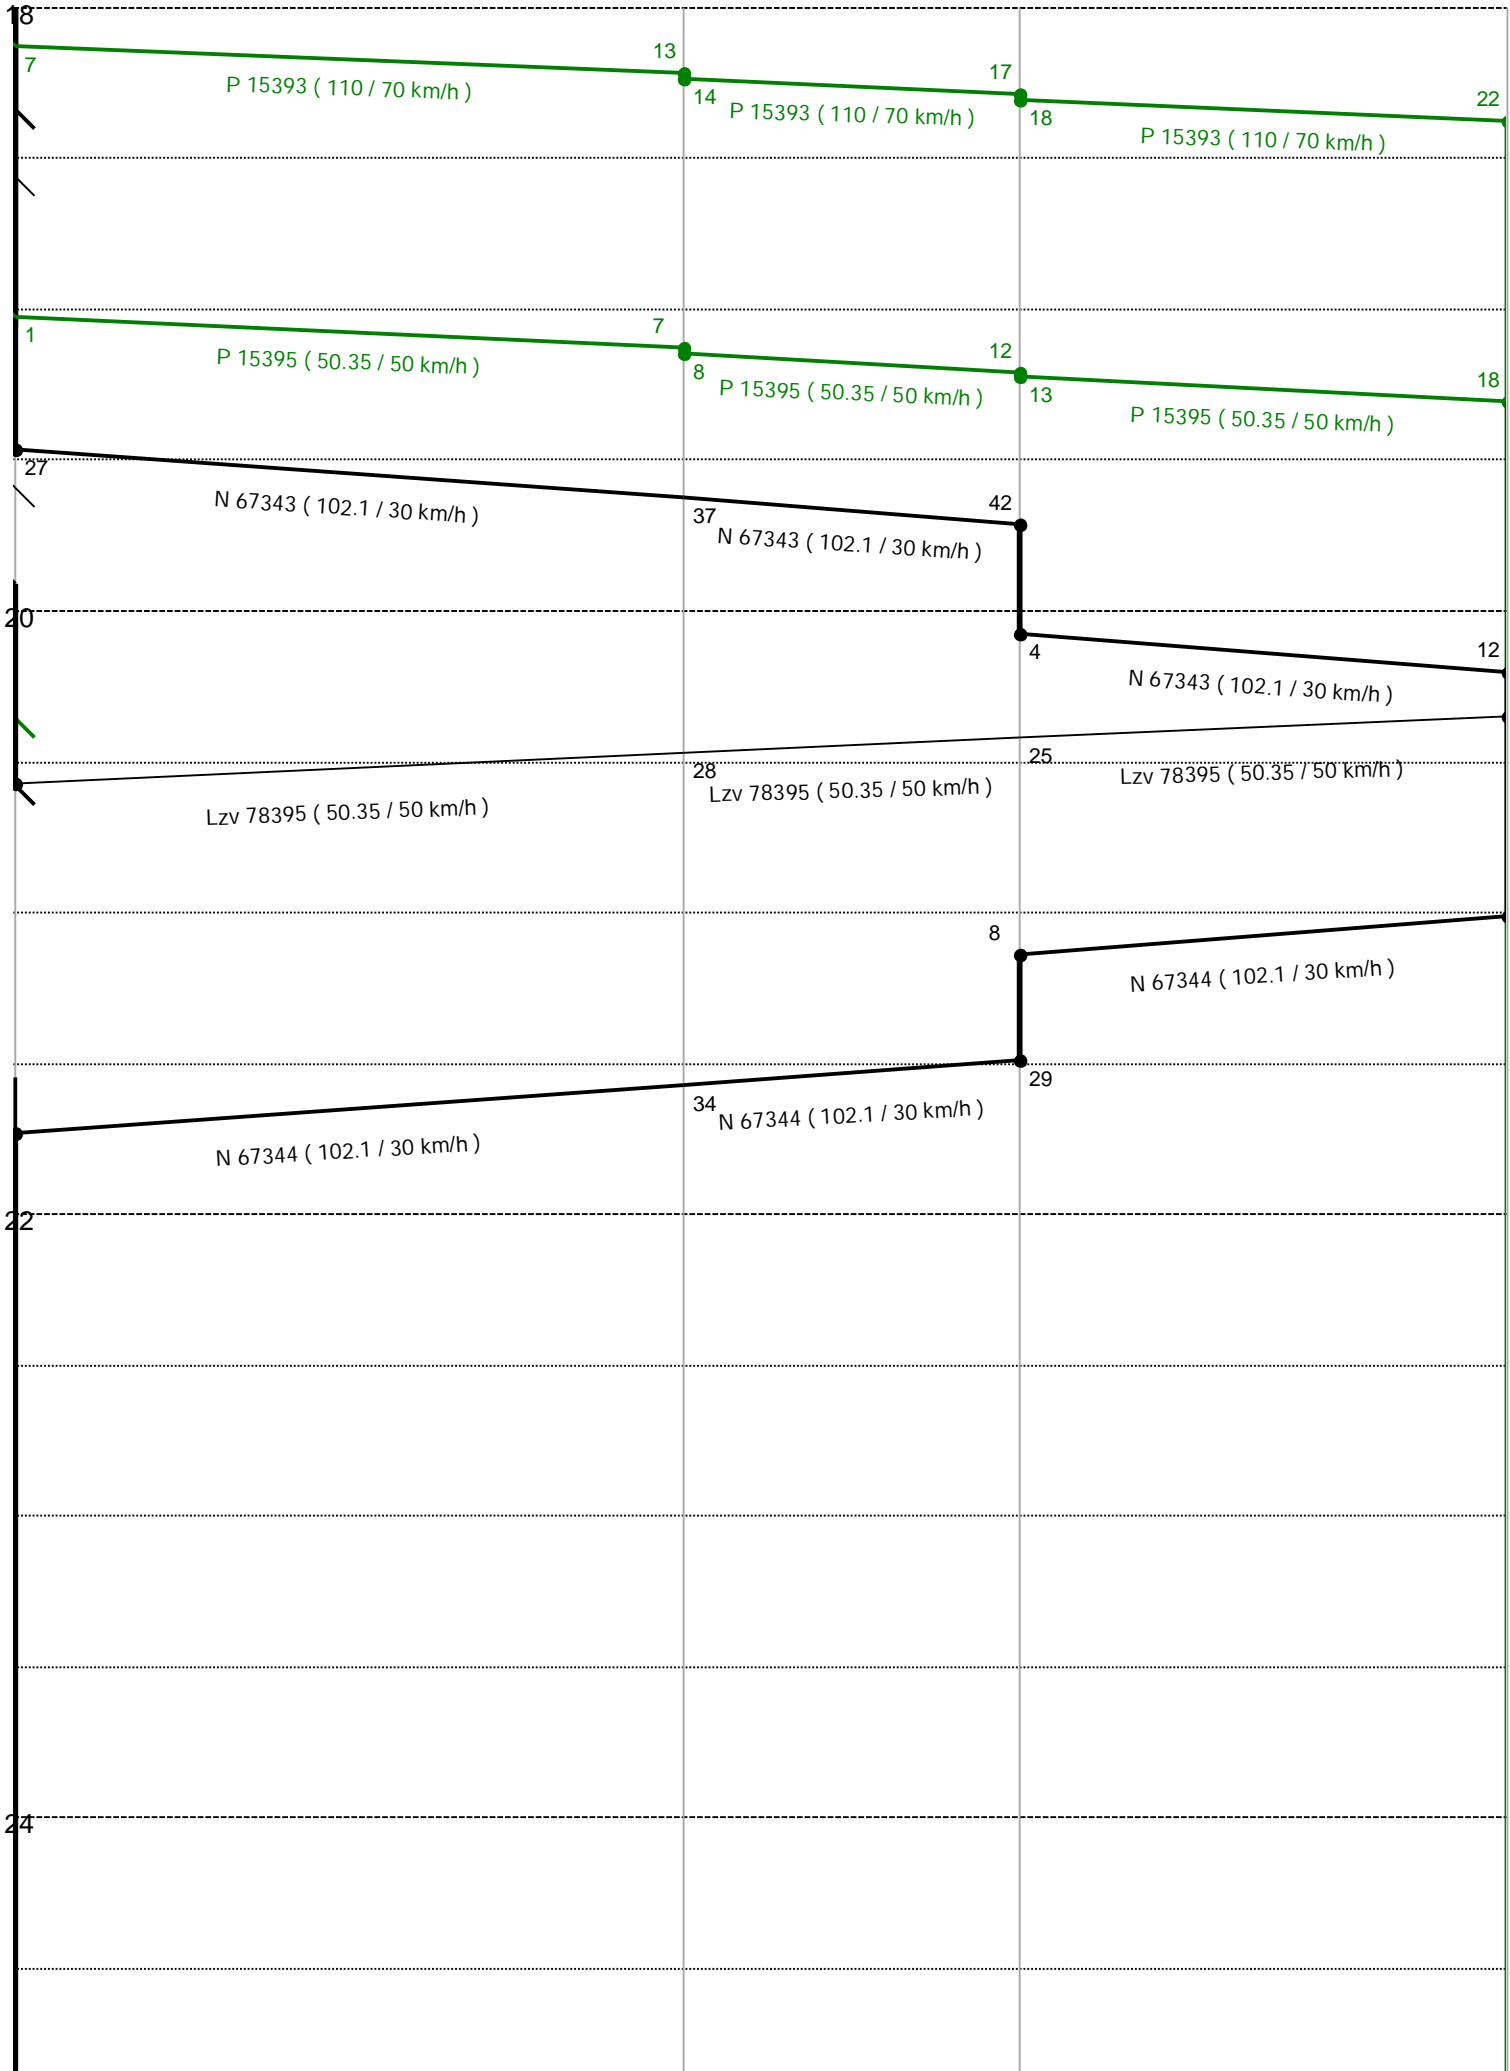 18
13
17
22
7
P 15393 ( 110 / 70 km/h )
14
P 15393 ( 110 / 70 km/h )
18
P 15393 ( 110 / 70 km/h )
7
12
18
1
P 15395 ( 50.35 / 50 km/h )
8
P 15395 ( 50.35 / 50 km/h )
13
P 15395 ( 50.35 / 50 km/h )
27
N 67343 ( 102.1 / 30 km/h )
42
37
N 67343 ( 102.1 / 30 km/h )
20
4
12
N 67343 ( 102.1 / 30 km/h )
28
25
Lzv 78395 ( 50.35 / 50 km/h )
Lzv 78395 ( 50.35 / 50 km/h )
Lzv 78395 ( 50.35 / 50 km/h )
8
N 67344 ( 102.1 / 30 km/h )
29
34
N 67344 ( 102.1 / 30 km/h )
N 67344 ( 102.1 / 30 km/h )
22
24